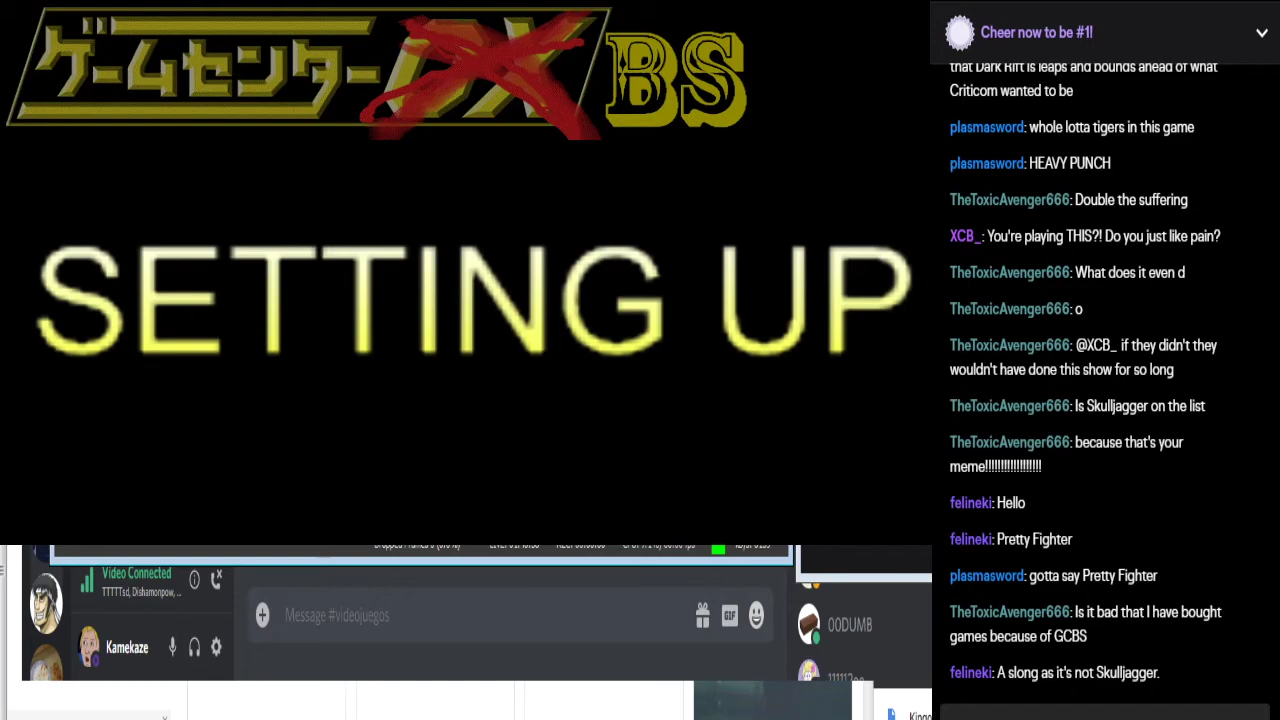 ゲームセンターCX BS
SETTING UP
Video Connected
TTTTTsd, Dishamonpow, ...
Kamekaze
Message #videojuegos
GIF
OODUMB
Cheer now to be #1!
that Dark Rift is leaps and bounds ahead of what
Criticom wanted to be
plasmasword: whole lotta tigers in this game
plasmasword: HEAVY PUNCH
TheToxicAvenger666: Double the suffering
XCB_: You're playing THIS?! Do you just like pain?
TheToxicAvenger666: What does it even d
TheToxicAvenger666: o
TheToxicAvenger666: @XCB_ if they didn't they
wouldn't have done this show for so long
TheToxicAvenger666: Is Skulljagger on the list
TheToxicAvenger666: because that's your
meme!!!!!!!!!!!!!!!!!
felineki: Hello
felineki: Pretty Fighter
plasmasword: gotta say Pretty Fighter
TheToxicAvenger666: Is it bad that I have bought
games because of GCBS
felineki: A slong as it's not Skulljagger.